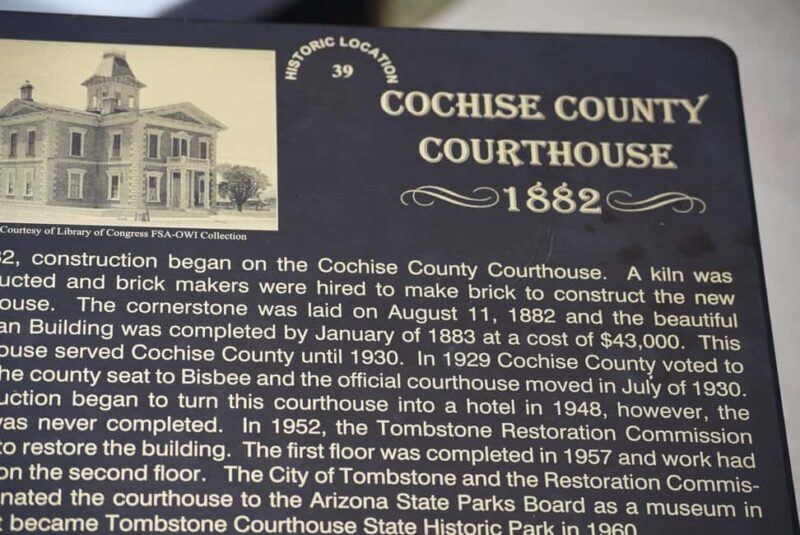 HISTORIC LOCATION
39
COCHISE COUNTY
COURTHOUSE
1882
Courtesy of Library of Congress FSA-OWI Collection
2, construction began on the Cochise County Courthouse. A kiln was
ucted and brick makers were hired to make brick to construct the new
ouse. The cornerstone was laid on August 11, 1882 and the beautiful
an Building was completed by January of 1883 at a cost of $43,000. This
ouse served Cochise County until 1930. In 1929 Cochise County voted to
he county seat to Bisbee and the official courthouse moved in July of 1930.
uction began to turn this courthouse into a hotel in 1948, however, the
was never completed. In 1952, the Tombstone Restoration Commission
to restore the building. The first floor was completed in 1957 and work had
on the second floor. The City of Tombstone and the Restoration Commis-
nated the courthouse to the Arizona State Parks Board as a museum in
t became Tombstone Courthouse State Historic Park in 1960